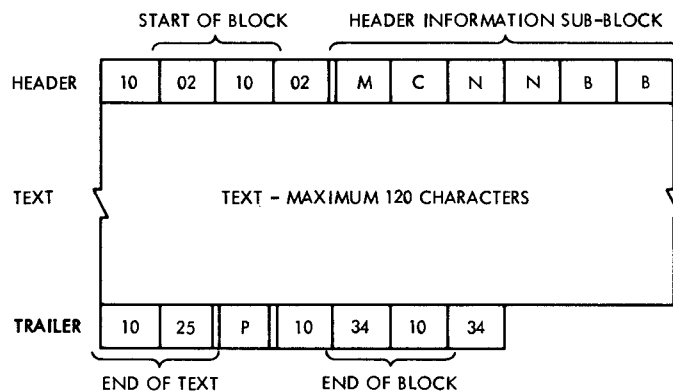 START OF BLOCK HEADER INFORMATION SUB-BLOCK
HEADER 10 02 10 02 M C N N B B
TEXT TEXT - MAXIMUM 120 CHARACTERS
TRAILER 10 25 P 10 34 10 34
END OF TEXT END OF BLOCK